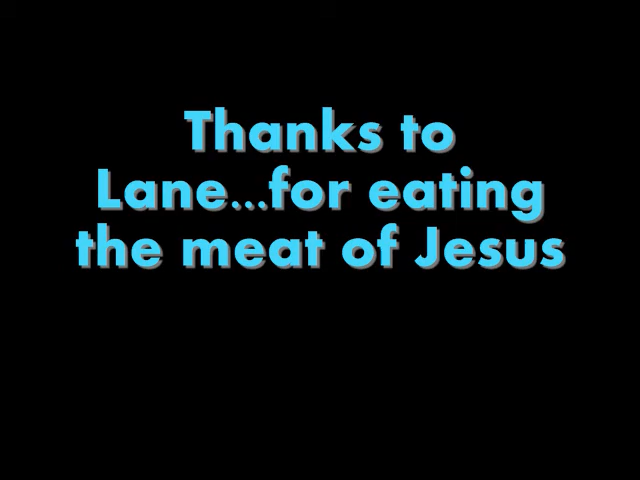 Thanks to
Lane...for eating
the meat of Jesus